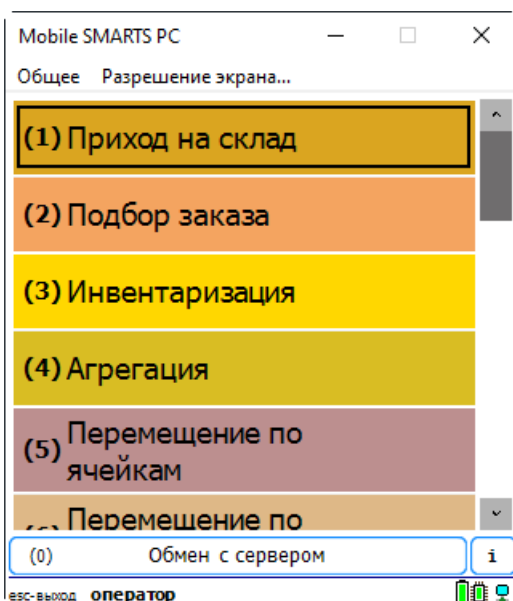 Mobile SMARTS PC
Общее Разрешение экрана...
(1) Приход на склад
(2) Подбор заказа
(3) Инвентаризация
(4) Агрегация
(5) Перемещение по
ячейкам
Перемещение по
(0) Обмен с сервером i
esc-выход оператор